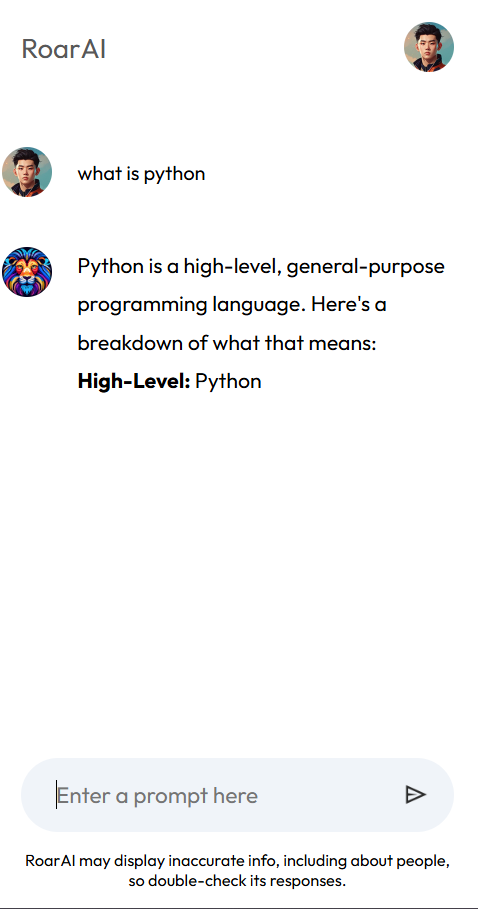 RoarAI
what is python
Python is a high-level, general-purpose
programming language. Here's a
breakdown of what that means:
High-Level: Python
Enter a prompt here
RoarAI may display inaccurate info, including about people,
so double-check its responses.